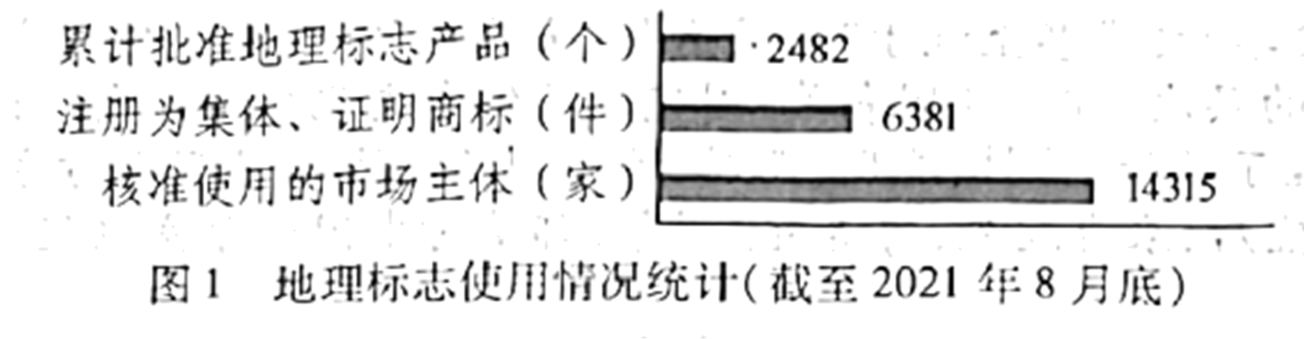 累计批准地理标志产品（个） 2482
注册为集体、证明商标（件） 6381
核准使用的市场主体（家） 14315
图1 地理标志使用情况统计（截至2021年8月底）